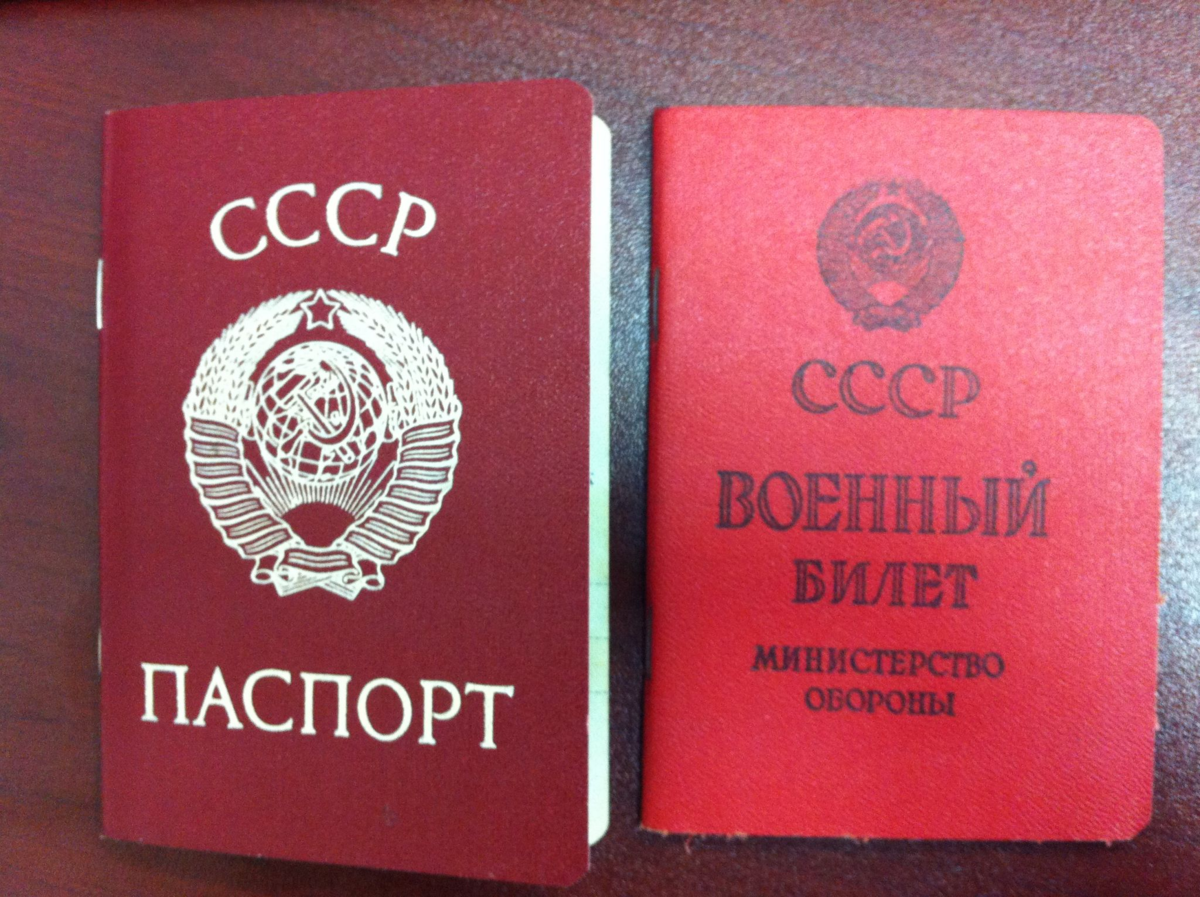 СССР
ПАСПОРТ
СССР
ВОЕННЫЙ
БИЛЕТ
МИНИСТЕРСТВО
ОБОРОНЫ